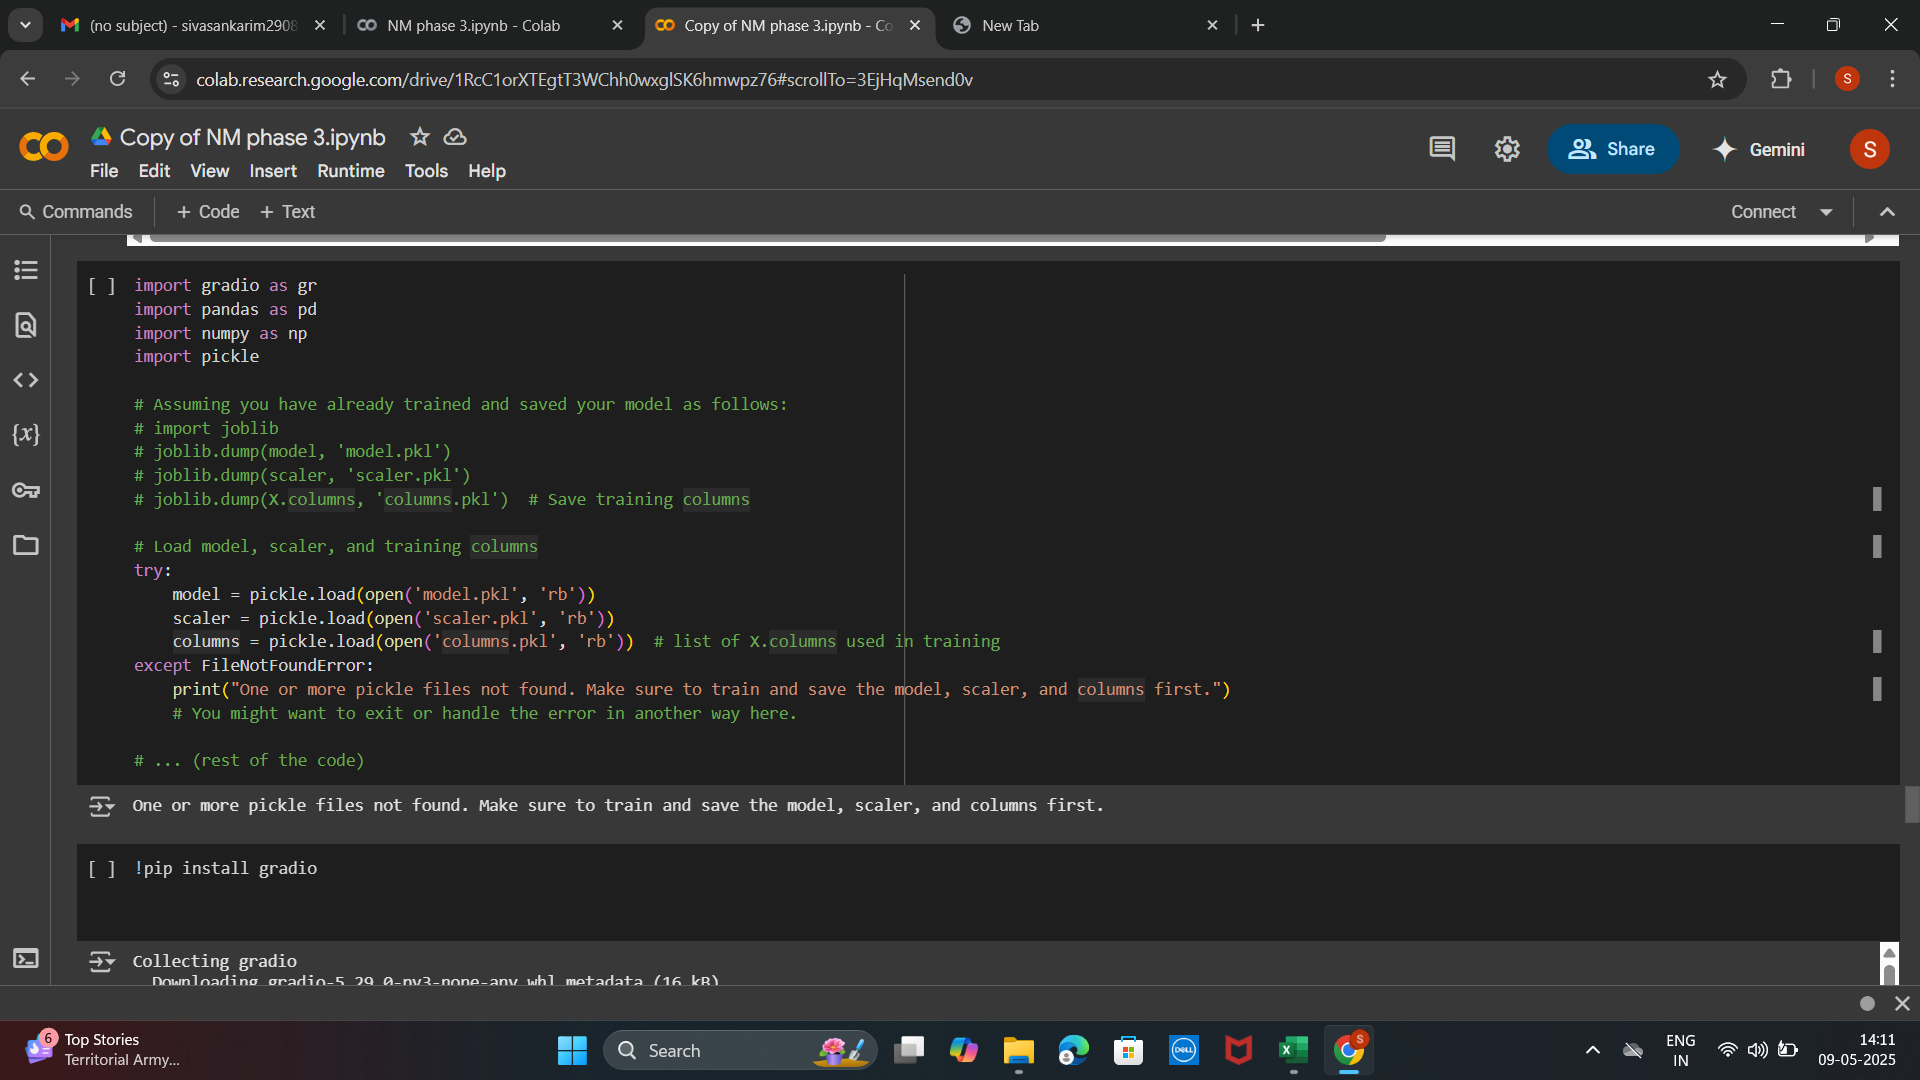 (no subject) - sivasankarim2908
NM phase 3.ipynb - Colab
Copy of NM phase 3.ipynb - Co
New Tab
colab.research.google.com/drive/1RcC1orXTEgtT3WChh0wxglSK6hmwpz76#scrollTo=3EjHqMsend0v
S
CO
Copy of NM phase 3.ipynb
File Edit View Insert Runtime Tools Help
Share
Gemini
S
Commands
+ Code + Text
Connect
[ ]
import gradio as gr
import pandas as pd
import numpy as np
import pickle
# Assuming you have already trained and saved your model as follows:
# import joblib
# joblib.dump(model, 'model.pkl')
# joblib.dump(scaler, 'scaler.pkl')
# joblib.dump(X.columns, 'columns.pkl')  # Save training columns
# Load model, scaler, and training columns
try:
model = pickle.load(open('model.pkl', 'rb'))
scaler = pickle.load(open('scaler.pkl', 'rb'))
columns = pickle.load(open('columns.pkl', 'rb'))  # list of X.columns used in training
except FileNotFoundError:
print("One or more pickle files not found. Make sure to train and save the model, scaler, and columns first.")
# You might want to exit or handle the error in another way here.
# ... (rest of the code)
One or more pickle files not found. Make sure to train and save the model, scaler, and columns first.
[ ] !pip install gradio
Collecting gradio
Downloading gradio-5.29.0-py3-none-any.whl.metadata (16 kB)
6
Top Stories
Territorial Army...
Search
DELL
S
ENG
IN
14:11
09-05-2025